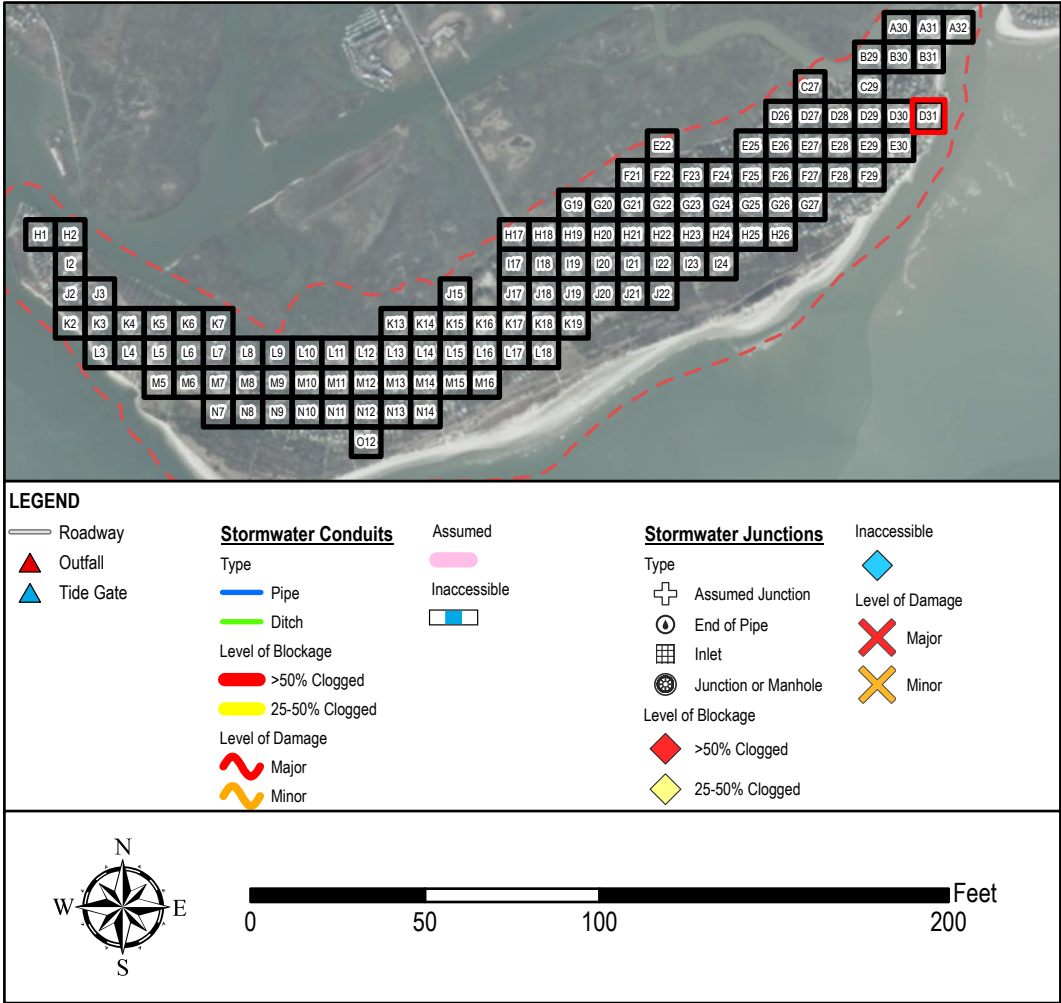 A30 A31 A32
B29 B30 B31
C27 C29
D26 D27 D28 D29 D30 D31
E22 E25 E26 E27 E28 E29 E30
F21 F22 F23 F24 F25 F26 F27 F28 F29
G19 G20 G21 G22 G23 G24 G25 G26 G27
H1 H2 H17 H18 H19 H20 H21 H22 H23 H24 H25 H26
I2 I17 I18 I19 I20 I21 I22 I23 I24
J2 J3 J15 J17 J18 J19 J20 J21 J22
K2 K3 K4 K5 K6 K7 K13 K14 K15 K16 K17 K18 K19
L3 L4 L5 L6 L7 L8 L9 L10 L11 L12 L13 L14 L15 L16 L17 L18
M5 M6 M7 M8 M9 M10 M11 M12 M13 M14 M15 M16
N7 N8 N9 N10 N11 N12 N13 N14
O12
LEGEND
Roadway
Outfall
Tide Gate
Stormwater Conduits
Type
Pipe
Ditch
Level of Blockage
>50% Clogged
25-50% Clogged
Level of Damage
Major
Minor
Assumed
Inaccessible
Stormwater Junctions
Type
Assumed Junction
End of Pipe
Inlet
Junction or Manhole
Level of Blockage
>50% Clogged
25-50% Clogged
Inaccessible
Level of Damage
Major
Minor
N
W E
S
Feet
0 50 100 200